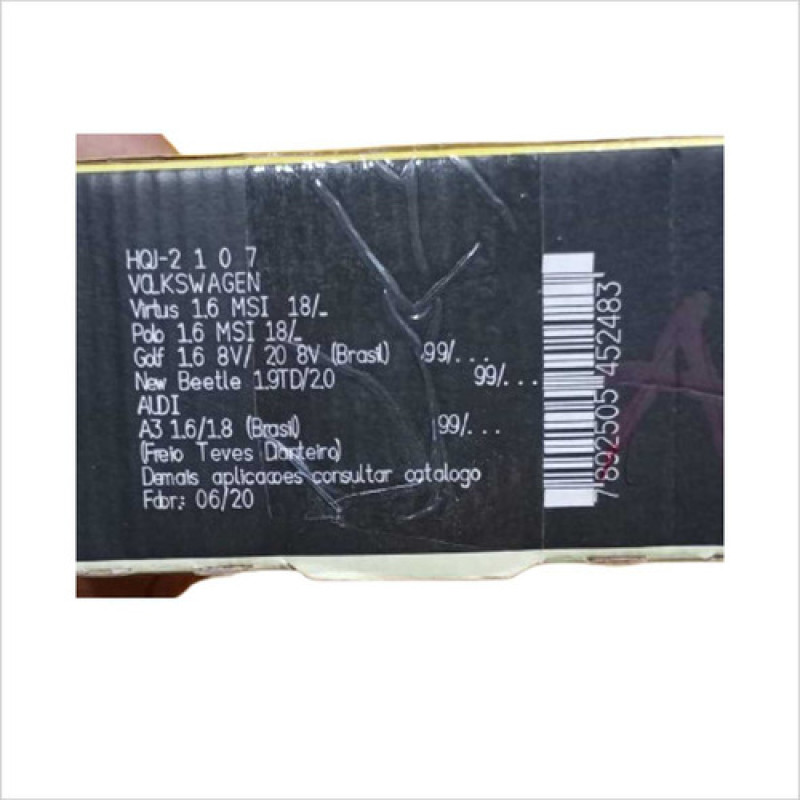 HQJ-2 1 0 7
VOLKSWAGEN
Virtus 1.6 MSI 18/...
Polo 1.6 MSI 18/...
Golf 1.6 8V/ 20 8V (Brasil) 99/...
New Beetle 1.9TD/2.0 99/...
AUDI
A3 1.6/1.8 (Brasil) 99/...
(Freio Teves Dianteiro)
Demais aplicacoes consultar catalogo
Fabr.: 06/20
7892505 452483